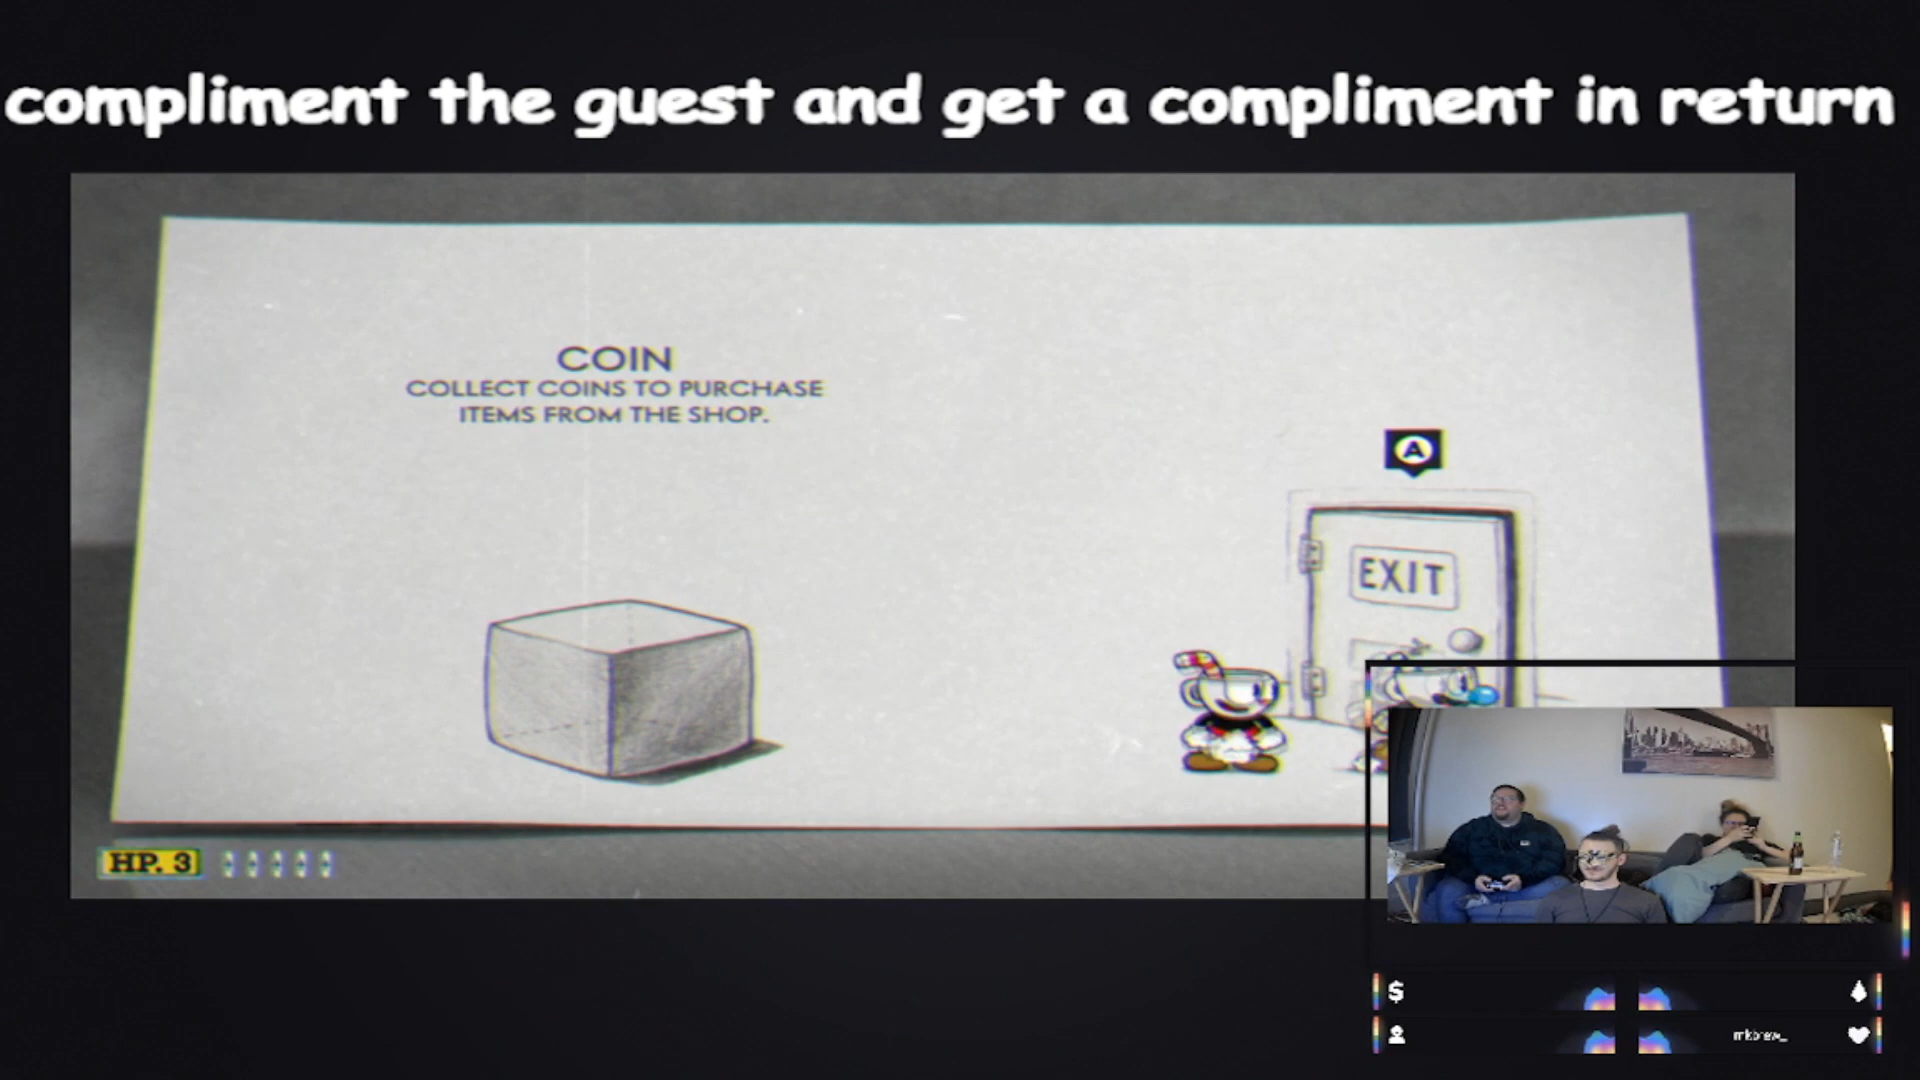 compliment the guest and get a compliment in return
COIN
COLLECT COINS TO PURCHASE
ITEMS FROM THE SHOP.
A
EXIT
HP. 3
$
mkbrew_